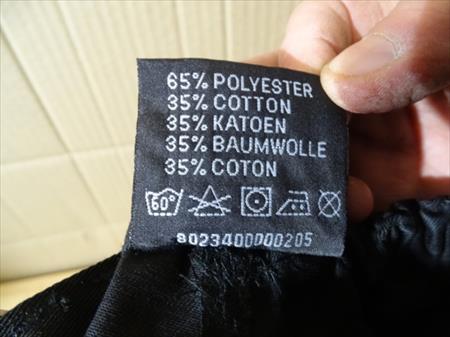 65% POLYESTER
35% COTTON
35% KATOEN
35% BAUMWOLLE
35% COTON
60°
8023400000205